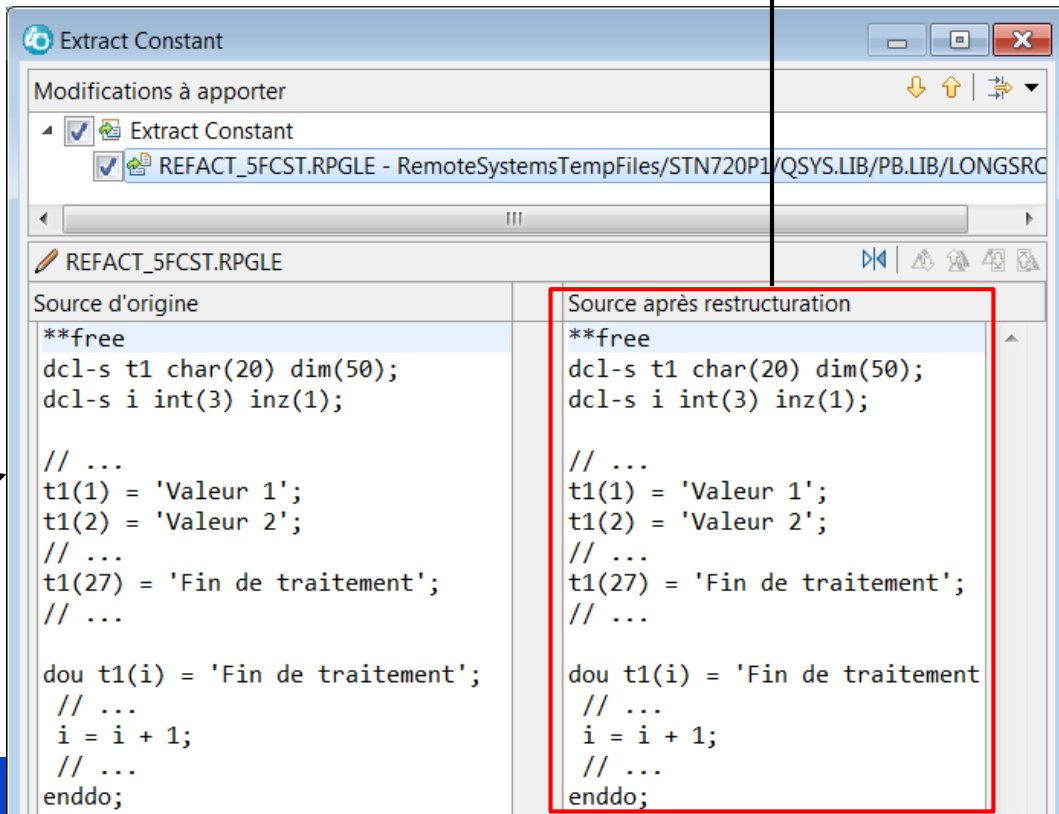 Extract Constant
Modifications à apporter
Extract Constant
REFACT_5FCST.RPGLE - RemoteSystemsTempFiles/STN720P1/QSYS.LIB/PB.LIB/LONGSRC
REFACT_5FCST.RPGLE
Source d'origine
**free
dcl-s t1 char(20) dim(50);
dcl-s i int(3) inz(1);
// ...
t1(1) = 'Valeur 1';
t1(2) = 'Valeur 2';
// ...
t1(27) = 'Fin de traitement';
// ...
dou t1(i) = 'Fin de traitement';
// ...
i = i + 1;
// ...
enddo;
Source après restructuration
**free
dcl-s t1 char(20) dim(50);
dcl-s i int(3) inz(1);
// ...
t1(1) = 'Valeur 1';
t1(2) = 'Valeur 2';
// ...
t1(27) = 'Fin de traitement';
// ...
dou t1(i) = 'Fin de traitement
// ...
i = i + 1;
// ...
enddo;